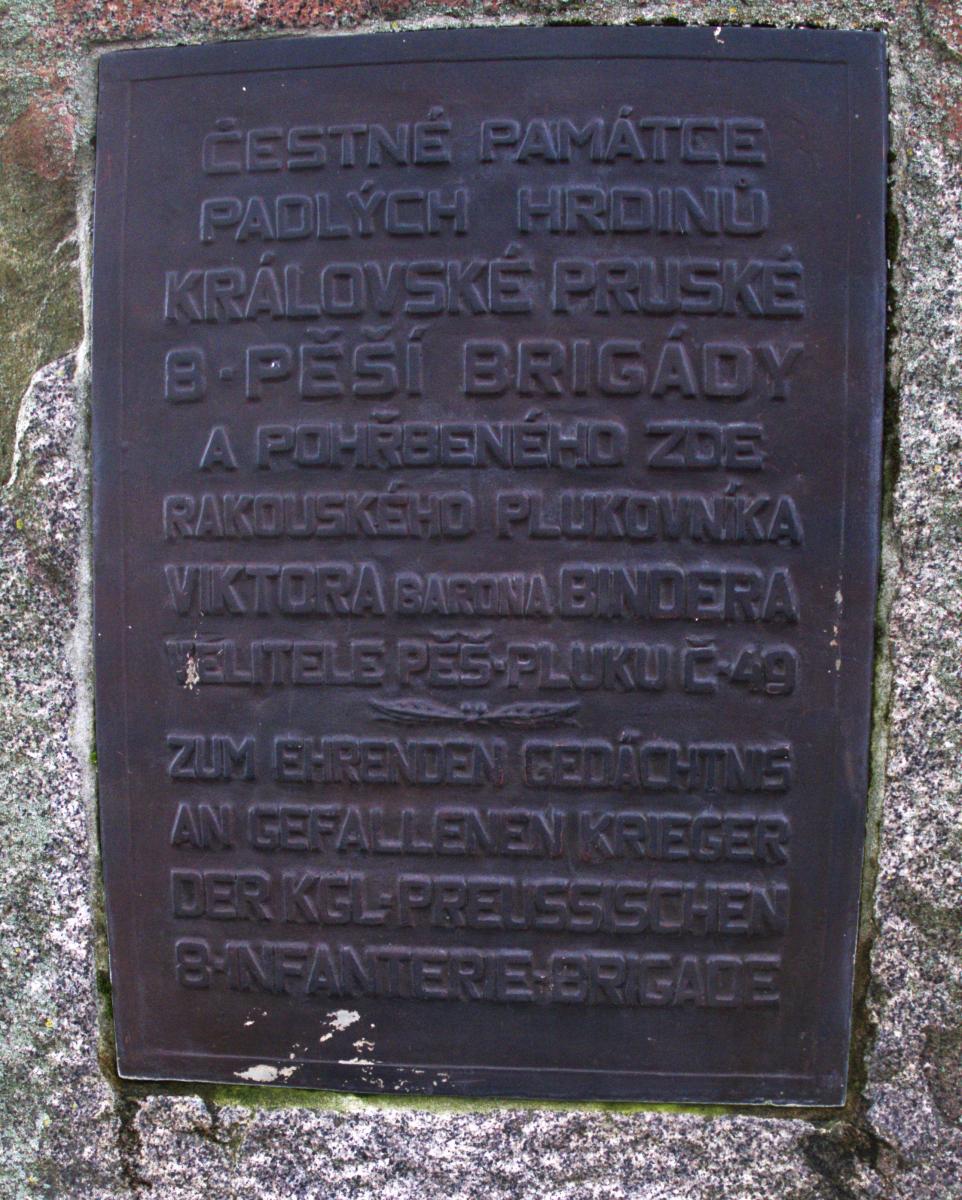 ČESTNÉ PAMÁTCE
PADLÝCH HRDINŮ
KRÁLOVSKÉ PRUSKÉ
8·PĚŠÍ BRIGÁDY
A POHŘBENÉHO ZDE
RAKOUSKÉHO PLUKOVNÍKA
VIKTORA BARONA BINDERA
VELITELE PĚŠ·PLUKU Č·49
ZUM EHRENDEN GEDÄCHTNIS
AN GEFALLENEN KRIEGER
DER KGL·PREUSSISCHEN
8·INFANTERIE·BRIGADE